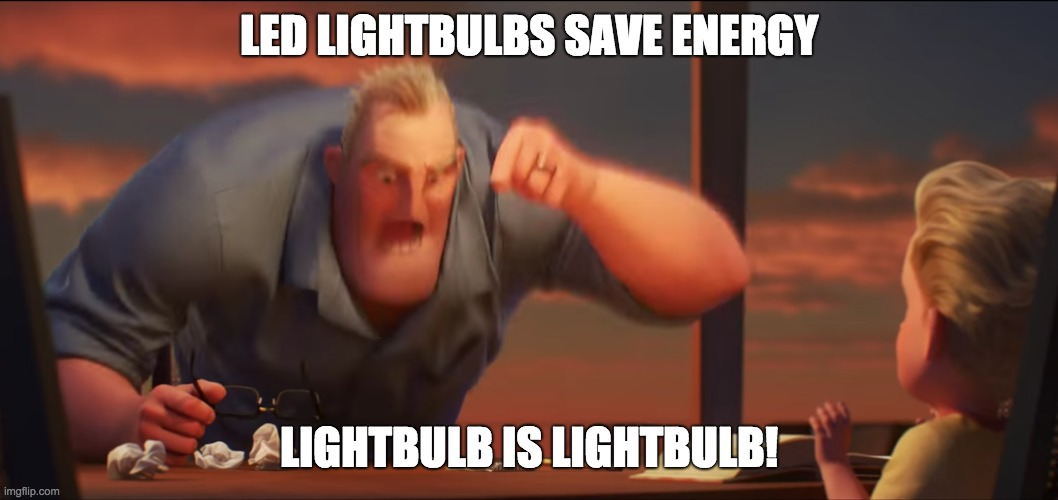 LED LIGHTBULBS SAVE ENERGY
LIGHTBULB IS LIGHTBULB!
imgflip.com